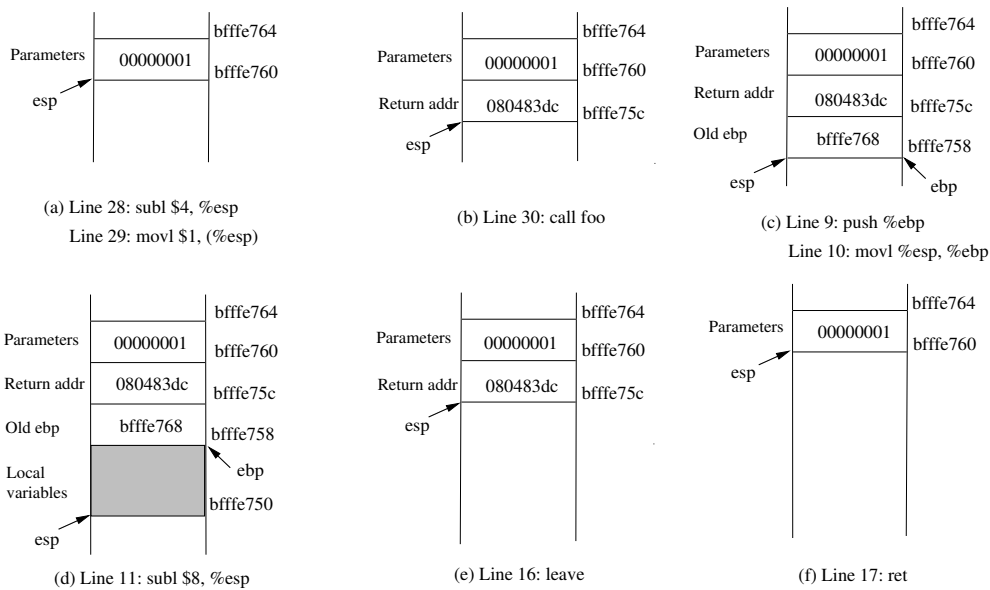 bfffe764
Parameters 00000001
bfffe760
esp
(a) Line 28: subl $4, %esp
Line 29: movl $1, (%esp)
bfffe764
Parameters 00000001
bfffe760
Return addr 080483dc
bfffe75c
esp
(b) Line 30: call foo
bfffe764
Parameters 00000001
bfffe760
Return addr 080483dc
bfffe75c
Old ebp bfffe768
bfffe758
esp
ebp
(c) Line 9: push %ebp
Line 10: movl %esp, %ebp
bfffe764
Parameters 00000001
bfffe760
Return addr 080483dc
bfffe75c
Old ebp bfffe768
bfffe758
ebp
Local
variables
bfffe750
esp
(d) Line 11: subl $8, %esp
bfffe764
Parameters 00000001
bfffe760
Return addr 080483dc
bfffe75c
esp
(e) Line 16: leave
bfffe764
Parameters 00000001
bfffe760
esp
(f) Line 17: ret